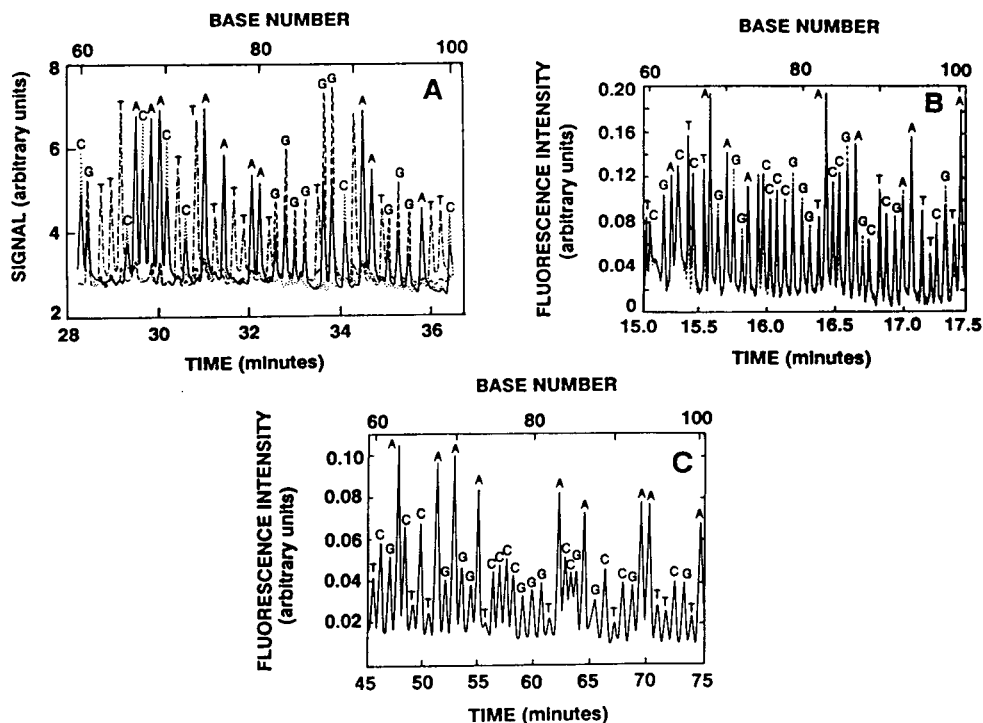 BASE NUMBER
60 80 100
SIGNAL (arbitrary units)
8
6
4
2
A
C G T T T C A C A A C T C T A T A T T A A T G G G G T G G A C A T G G A T T C
28 30 32 34 36
TIME (minutes)
BASE NUMBER
60 80 100
FLUORESCENCE INTENSITY
(arbitrary units)
0.20
0.16
0.12
0.08
0.04
0
B
T C G A C T C T A G A G G A C C C G G G T A C C G A G C T G T A T T C G T A
15.0 15.5 16.0 16.5 17.0 17.5
TIME (minutes)
BASE NUMBER
60 80 100
FLUORESCENCE INTENSITY
(arbitrary units)
0.10
0.08
0.06
0.04
0.02
C
T C G A C T C T A G A G G A T C C C C G G G T A C C G A G C T C G A A T T C G T A
45 50 55 60 65 70 75
TIME (minutes)